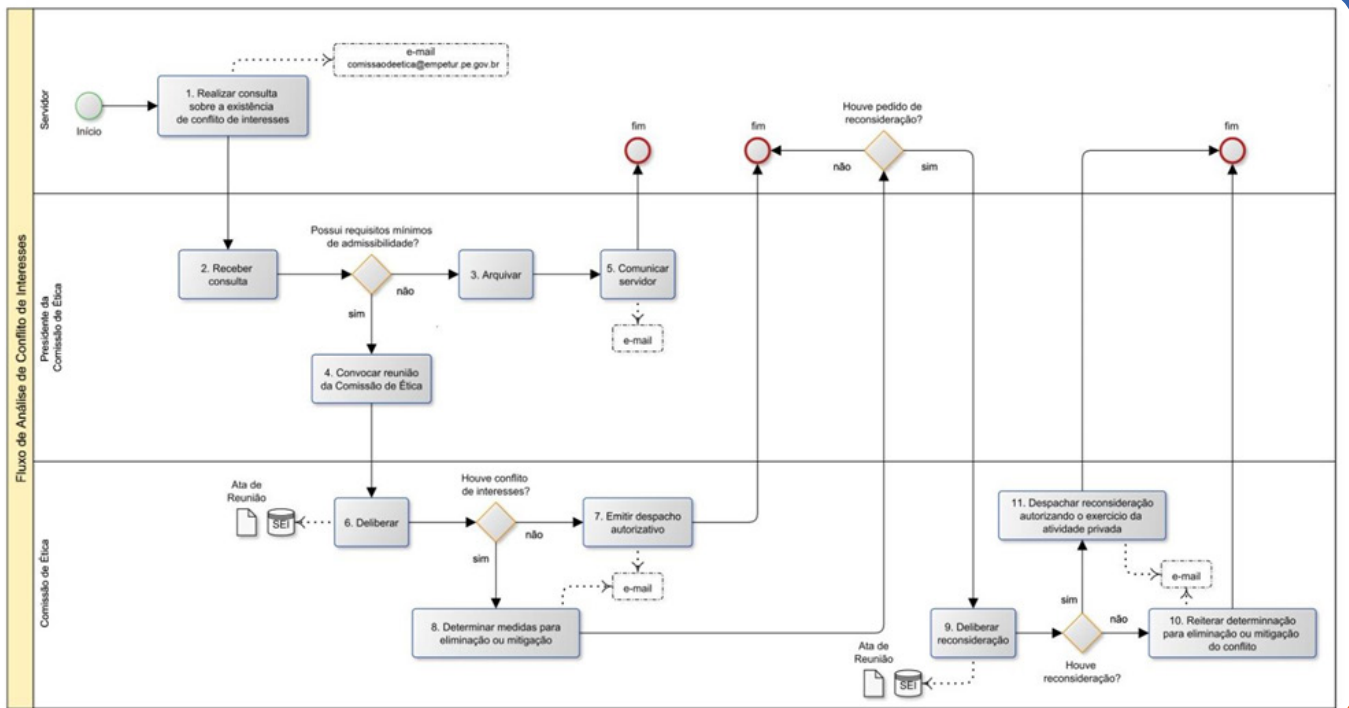 Fluxo de Análise de Conflito de Interesses
Servidor
Início
1. Realizar consulta
sobre a existência
de conflito de interesses
e-mail
comissaodeetica@empetur.pe.gov.br
fim
fim
Houve pedido de
reconsideração?
não
sim
fim
Presidente da
Comissão de Ética
2. Receber
consulta
Possui requisitos mínimos
de admissibilidade?
não
sim
3. Arquivar
5. Comunicar
servidor
e-mail
4. Convocar reunião
da Comissão de Ética
Comissão de Ética
Ata de
Reunião
SEI
6. Deliberar
Houve conflito
de interesses?
não
sim
7. Emitir despacho
autorizativo
e-mail
8. Determinar medidas para
eliminação ou mitigação
Ata de
Reunião
SEI
9. Deliberar
reconsideração
Houve
reconsideração?
sim
não
11. Despachar reconsideração
autorizando o exercicio da
atividade privada
e-mail
10. Reiterar determinnação
para eliminação ou mitigação
do conflito